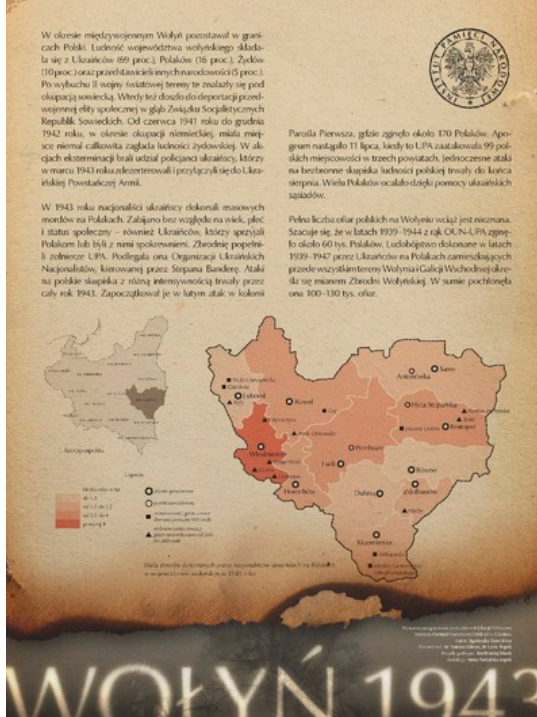 W okresie międzywojennym Wołyń pozostawał w grani-
cach Polski. Ludność województwa wołyńskiego składa-
ła się z Ukraińców (69 proc.), Polaków (16 proc.), Żydów
(10 proc.) oraz przedstawicieli innych narodowości (5 proc.).
Po wybuchu II wojny światowej tereny te znalazły się pod
okupacją sowiecką. Wtedy też doszło do deportacji przed-
wojennej elity społecznej w głąb Związku Socjalistycznych
Republik Sowieckich. Od czerwca 1941 roku do grudnia
1942 roku, w okresie okupacji niemieckiej, miała miej-
sce niemal całkowita zagłada ludności żydowskiej. W ak-
cjach eksterminacji brali udział policjanci ukraińscy, którzy
w marcu 1943 roku zdezerterowali i przyłączyli się do Ukra-
ińskiej Powstańczej Armii.
W 1943 roku nacjonaliści ukraińscy dokonali masowych
mordów na Polakach. Zabijano bez względu na wiek, płeć
i status społeczny – również Ukraińców, którzy sprzyjali
Polakom lub byli z nimi spokrewnieni. Zbrodnię popełni-
li żołnierze UPA. Podlegała ona Organizacji Ukraińskich
Nacjonalistów, kierowanej przez Stepana Banderę. Ataki
na polskie skupiska z różną intensywnością trwały przez
cały rok 1943. Zapoczątkował je w lutym atak w kolonii
INSTYTUT PAMIĘCI NARODOWEJ
Parośla Pierwsza, gdzie zginęło około 170 Polaków. Apo-
geum nastąpiło 11 lipca, kiedy to UPA zaatakowała 99 pol-
skich miejscowości w trzech powiatach. Jednoczesne ataki
na bezbronne skupiska ludności polskiej trwały do końca
sierpnia. Wielu Polaków ocalało dzięki pomocy ukraińskich
sąsiadów.
Pełna liczba ofiar polskich na Wołyniu wciąż jest nieznana.
Szacuje się, że w latach 1939–1944 z rąk OUN-UPA zginę-
ło około 60 tys. Polaków. Ludobójstwo dokonane w latach
1939–1947 przez Ukraińców na Polakach zamieszkujących
przede wszystkim tereny Wołynia i Galicji Wschodniej okre-
śla się mianem Zbrodni Wołyńskiej. W sumie pochłonęła
ona 100–130 tys. ofiar.
Antonówka
Sarny
Luboml
Kowel
Huta Stepańska
Kostopol
Włodzimierz
Łuck
Równe
Horochów
Dubno
Zdołbunów
Krzemieniec
Legenda
WOŁYŃ 1943